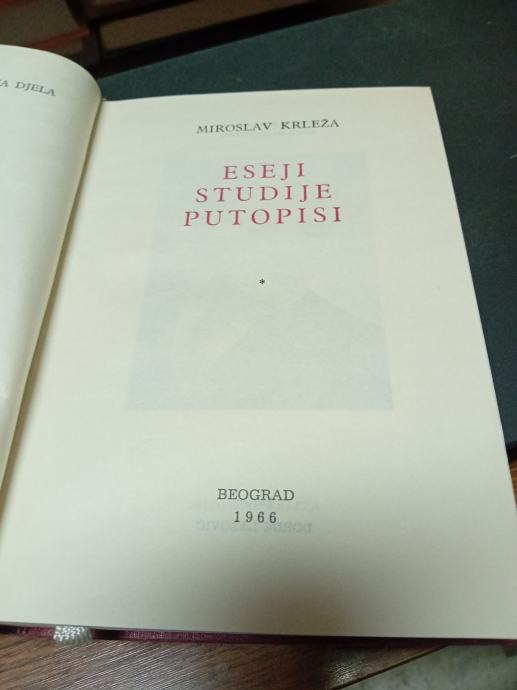 DJELA
MIROSLAV KRLEŽA
ESEJI
STUDIJE
PUTOPISI
*
BEOGRAD
1966